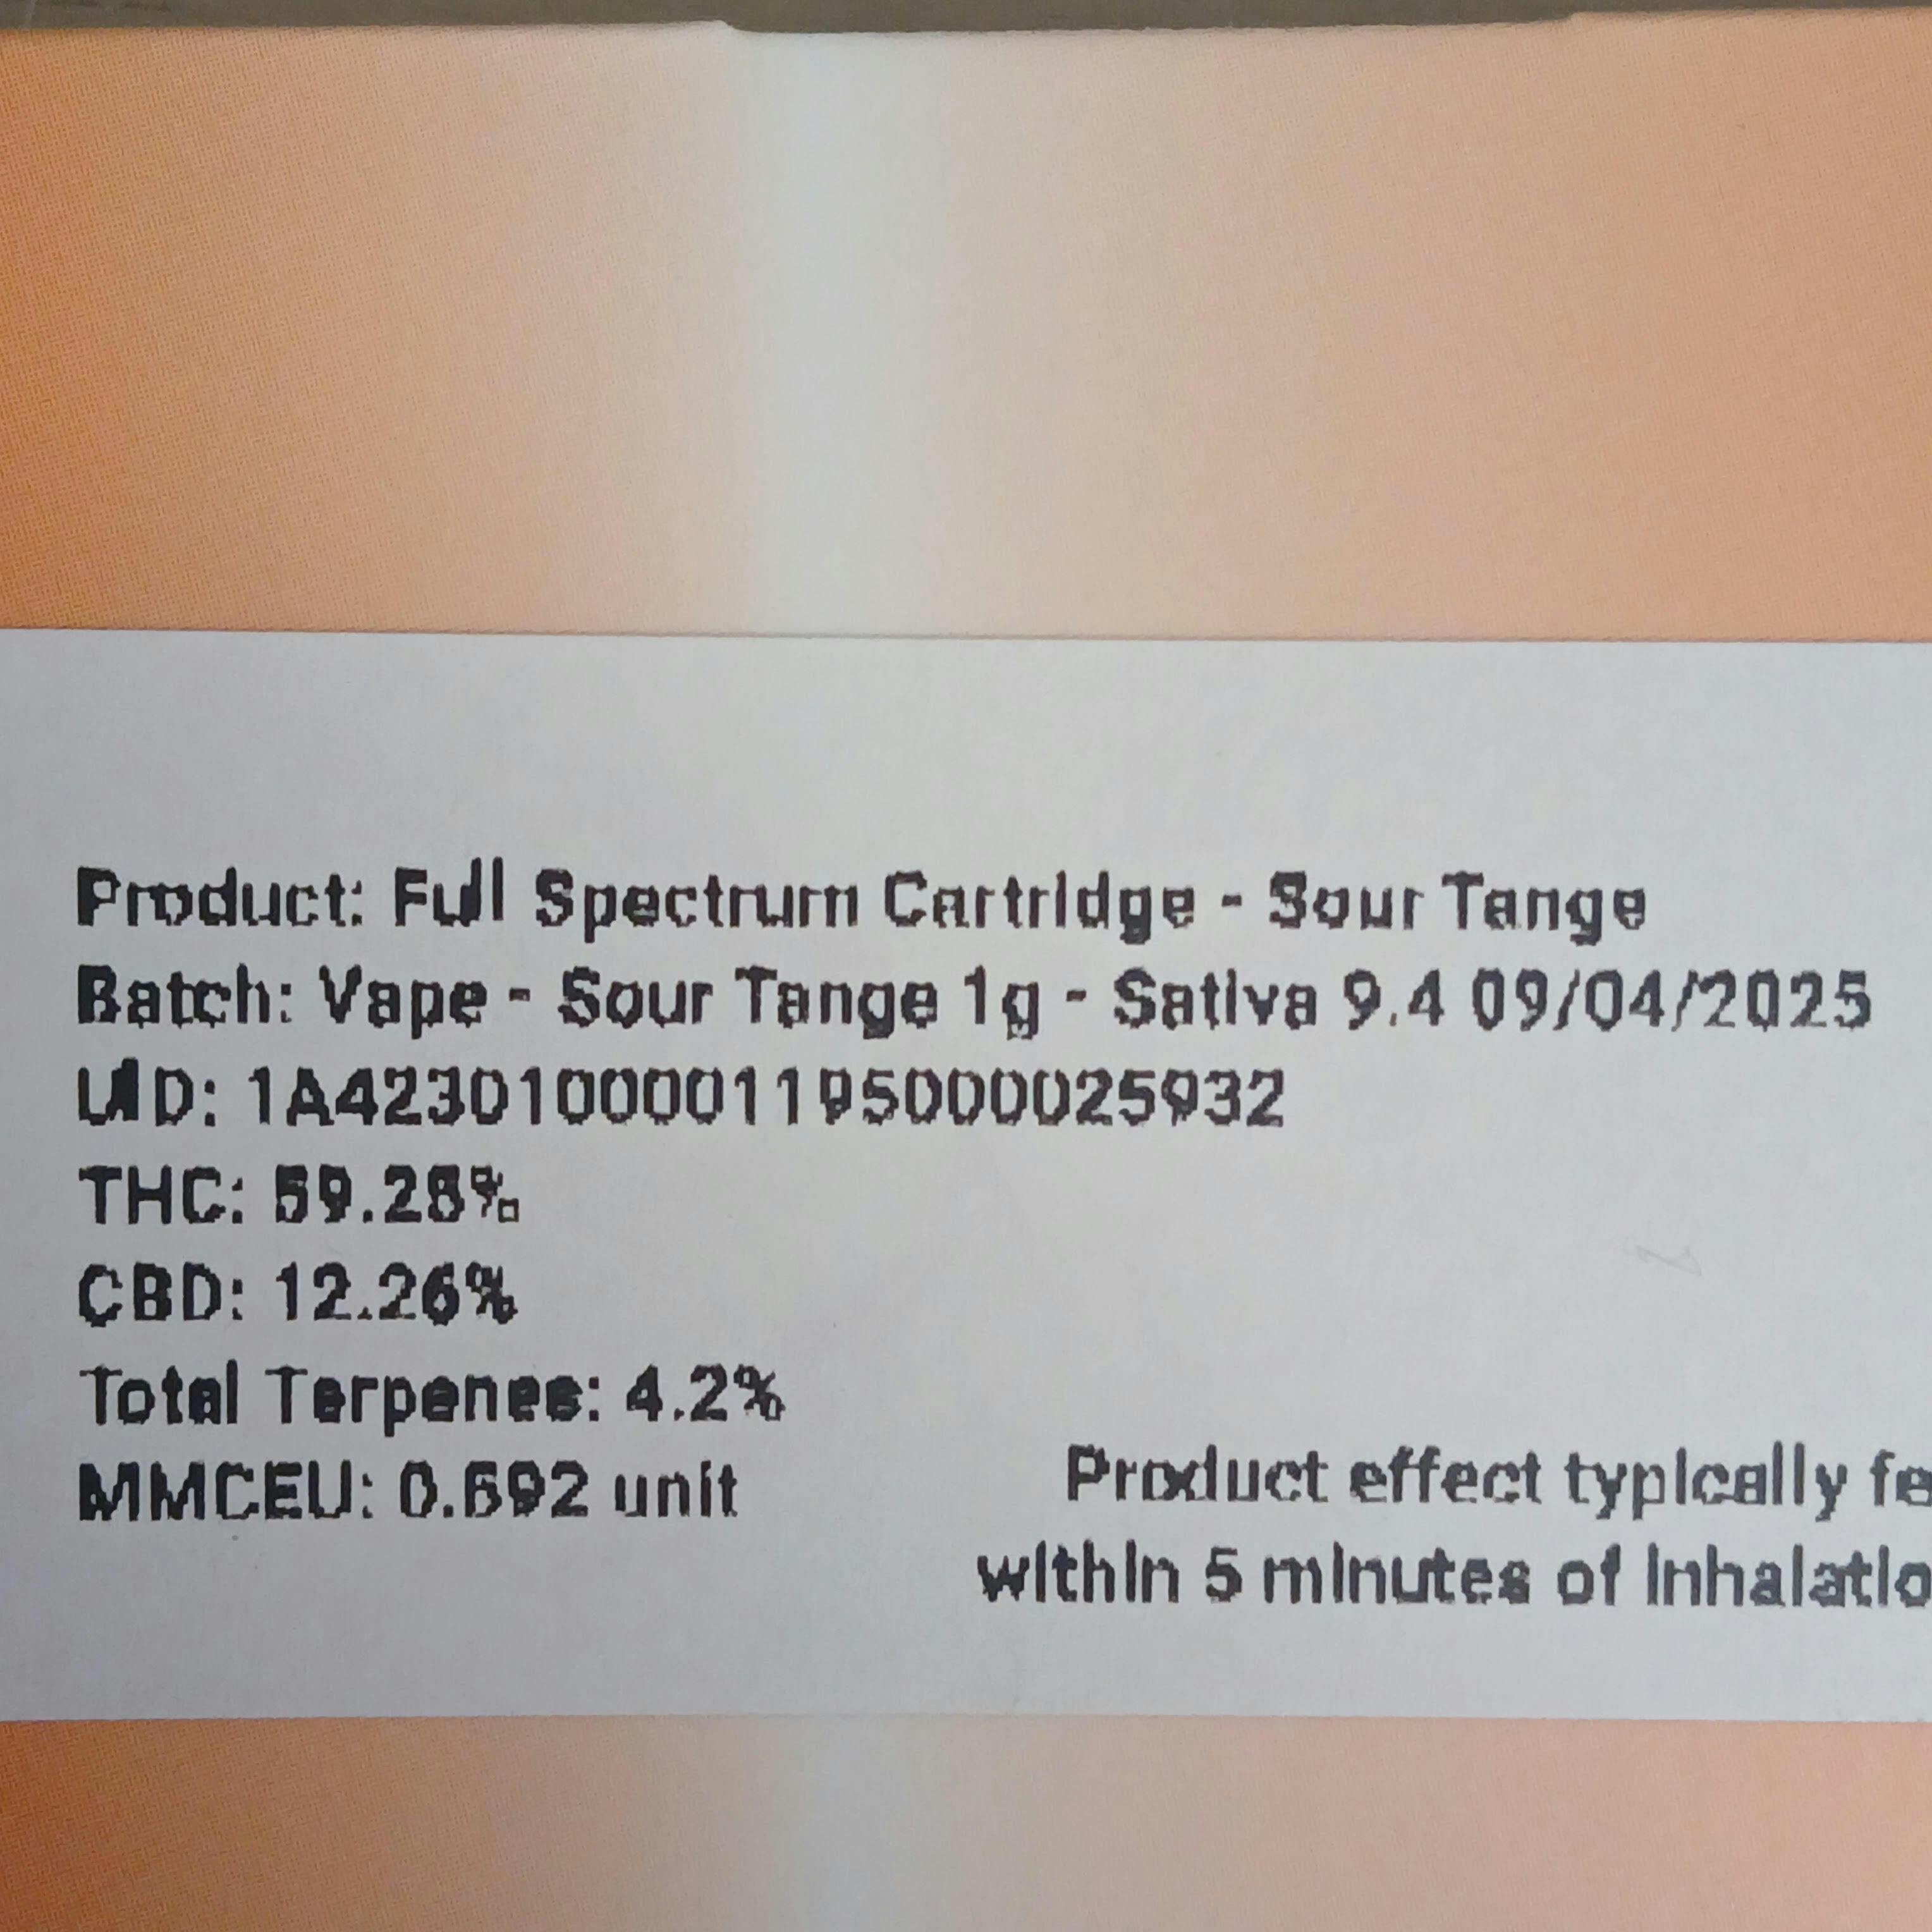 Product: Full Spectrum Cartridge - Sour Tange
Batch: Vape - Sour Tange 1g - Sativa 9.4 09/04/2025
UID: 1A4230100001195000025932
THC: 59.28%
CBD: 12.26%
Total Terpenes: 4.2%
MMCEU: 0.592 unit
Product effect typically fe
within 5 minutes of inhalatio